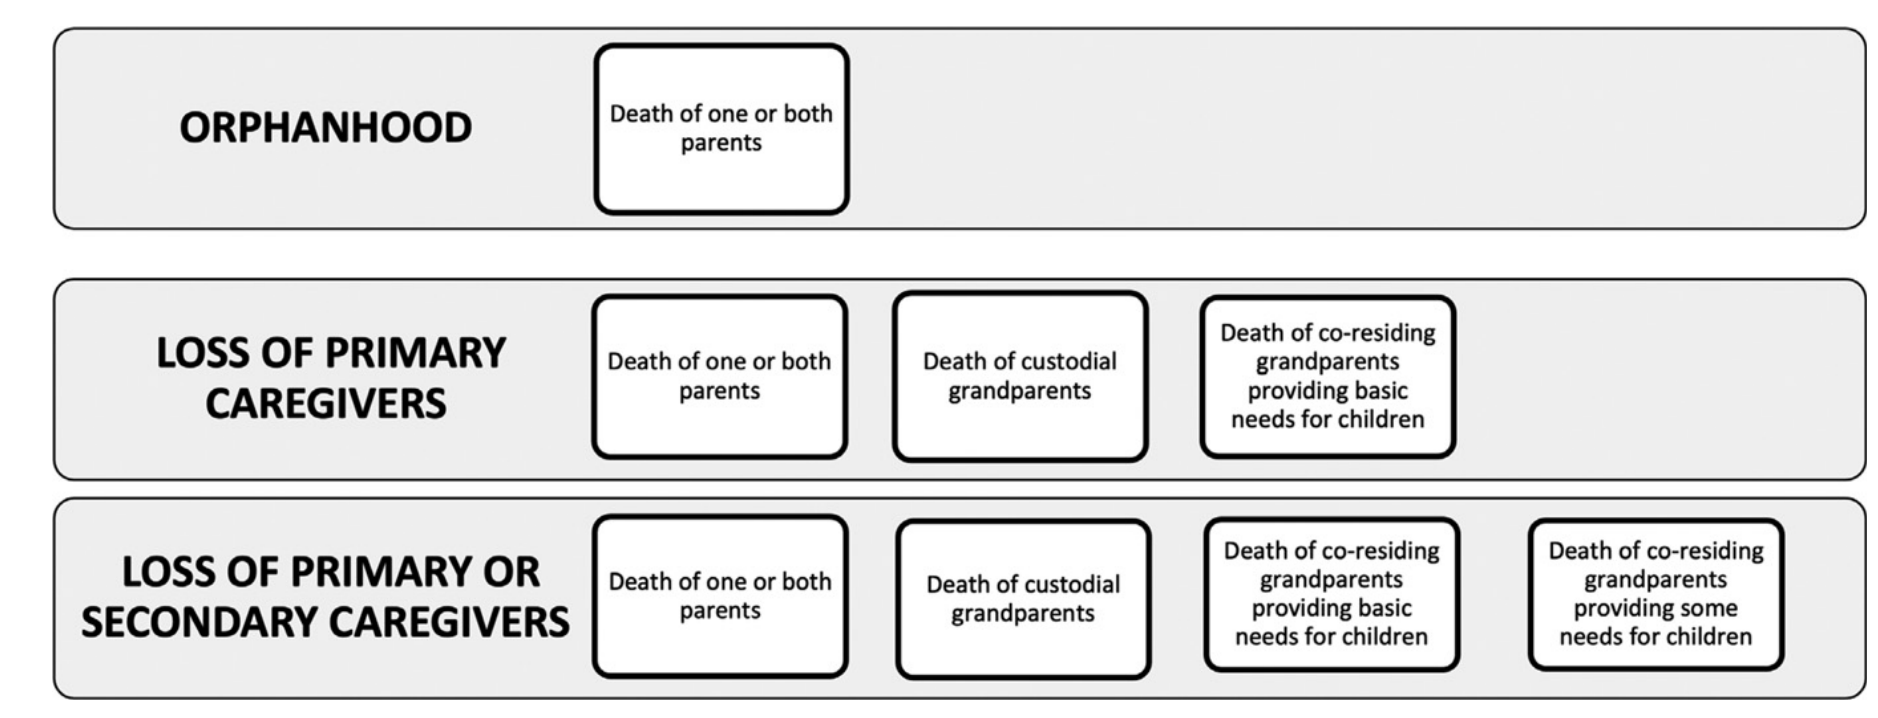 ORPHANHOOD
Death of one or both
parents
LOSS OF PRIMARY
CAREGIVERS
Death of one or both
parents
Death of custodial
grandparents
Death of co-residing
grandparents
providing basic
needs for children
LOSS OF PRIMARY OR
SECONDARY CAREGIVERS
Death of one or both
parents
Death of custodial
grandparents
Death of co-residing
grandparents
providing basic
needs for children
Death of co-residing
grandparents
providing some
needs for children